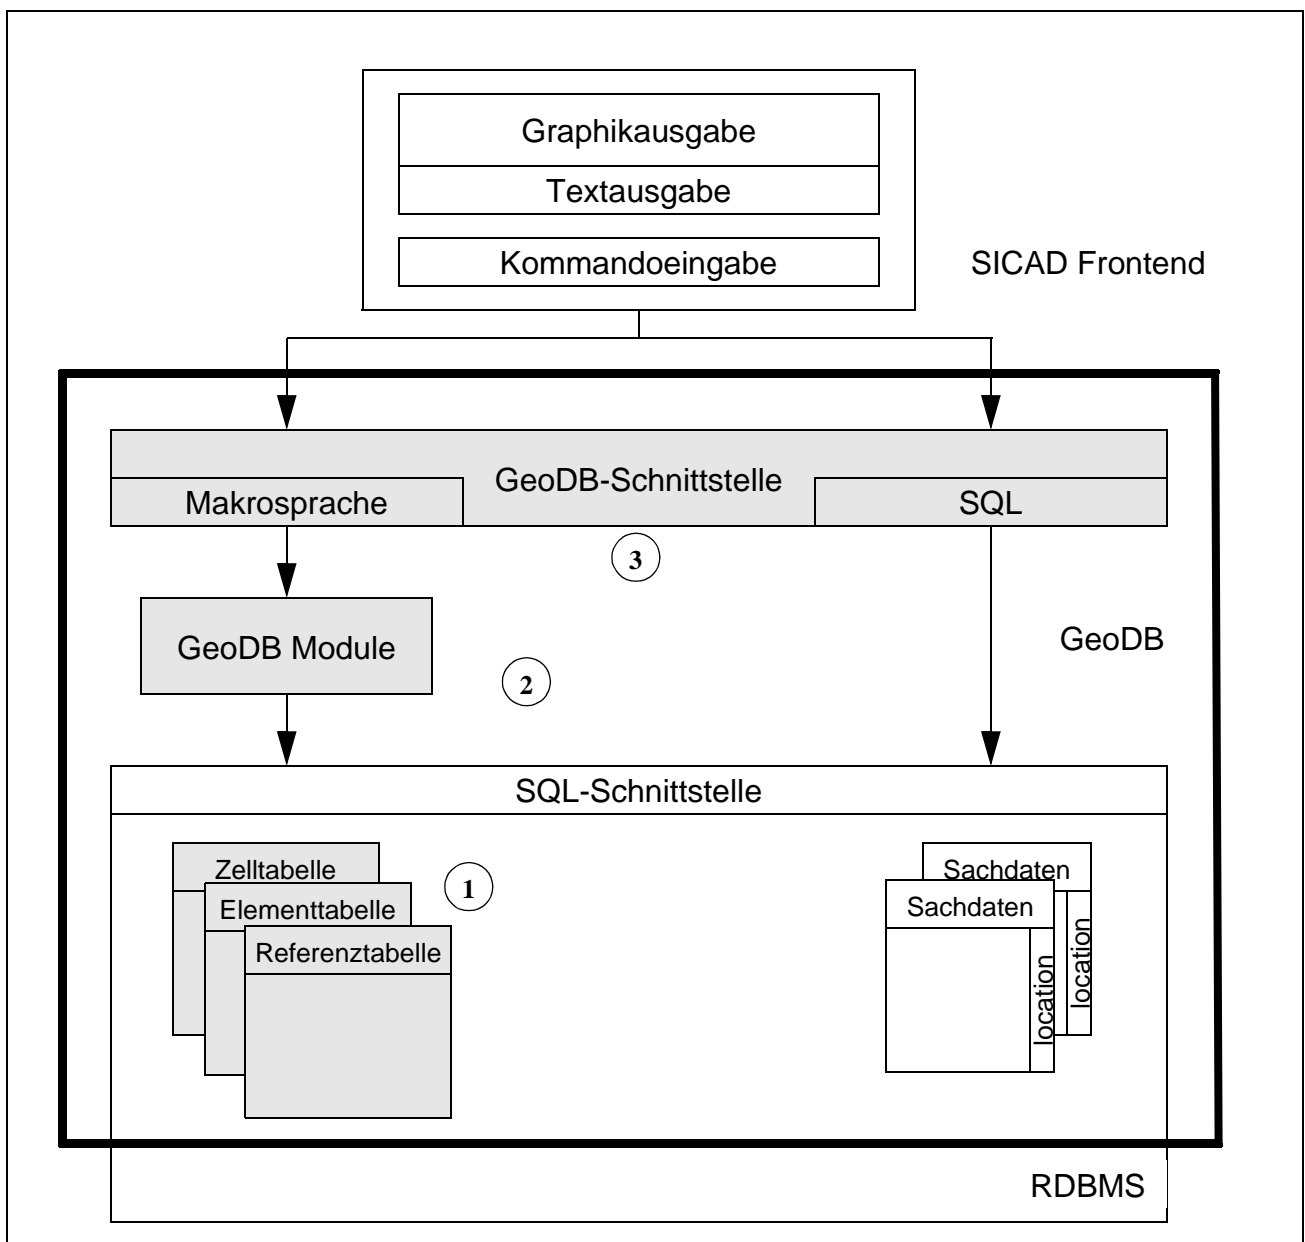 Graphikausgabe
Textausgabe
Kommandoeingabe
SICAD Frontend
GeoDB-Schnittstelle
Makrosprache
SQL
3
GeoDB Module
GeoDB
2
SQL-Schnittstelle
Zelltabelle
Elementtabelle
Referenztabelle
1
Sachdaten
Sachdaten
location
location
RDBMS